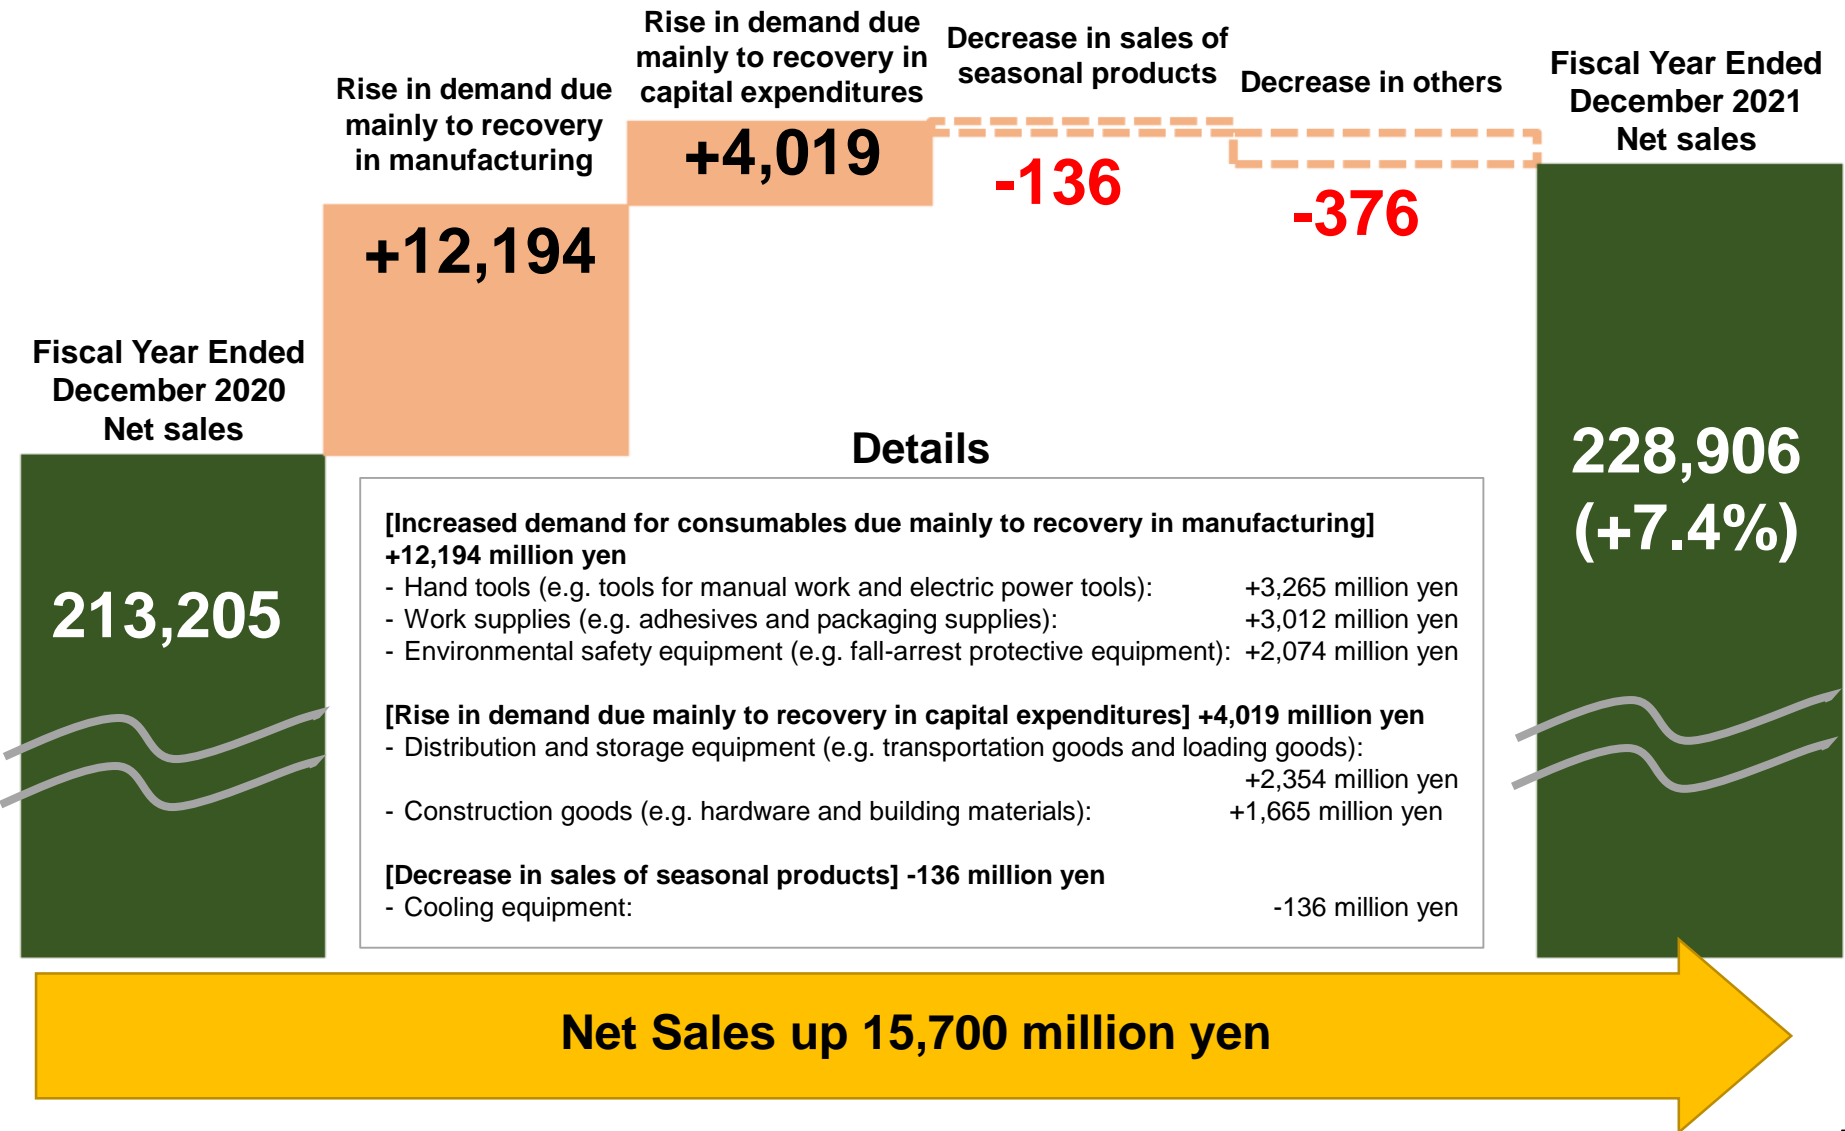 Fiscal Year Ended
December 2020
Net sales
213,205
Rise in demand due
mainly to recovery
in manufacturing
+12,194
Rise in demand due
mainly to recovery in
capital expenditures
+4,019
Decrease in sales of
seasonal products
-136
Decrease in others
-376
Fiscal Year Ended
December 2021
Net sales
228,906
(+7.4%)
Details
[Increased demand for consumables due mainly to recovery in manufacturing]
+12,194 million yen
- Hand tools (e.g. tools for manual work and electric power tools): +3,265 million yen
- Work supplies (e.g. adhesives and packaging supplies): +3,012 million yen
- Environmental safety equipment (e.g. fall-arrest protective equipment): +2,074 million yen
[Rise in demand due mainly to recovery in capital expenditures] +4,019 million yen
- Distribution and storage equipment (e.g. transportation goods and loading goods):
+2,354 million yen
- Construction goods (e.g. hardware and building materials): +1,665 million yen
[Decrease in sales of seasonal products] -136 million yen
- Cooling equipment: -136 million yen
Net Sales up 15,700 million yen